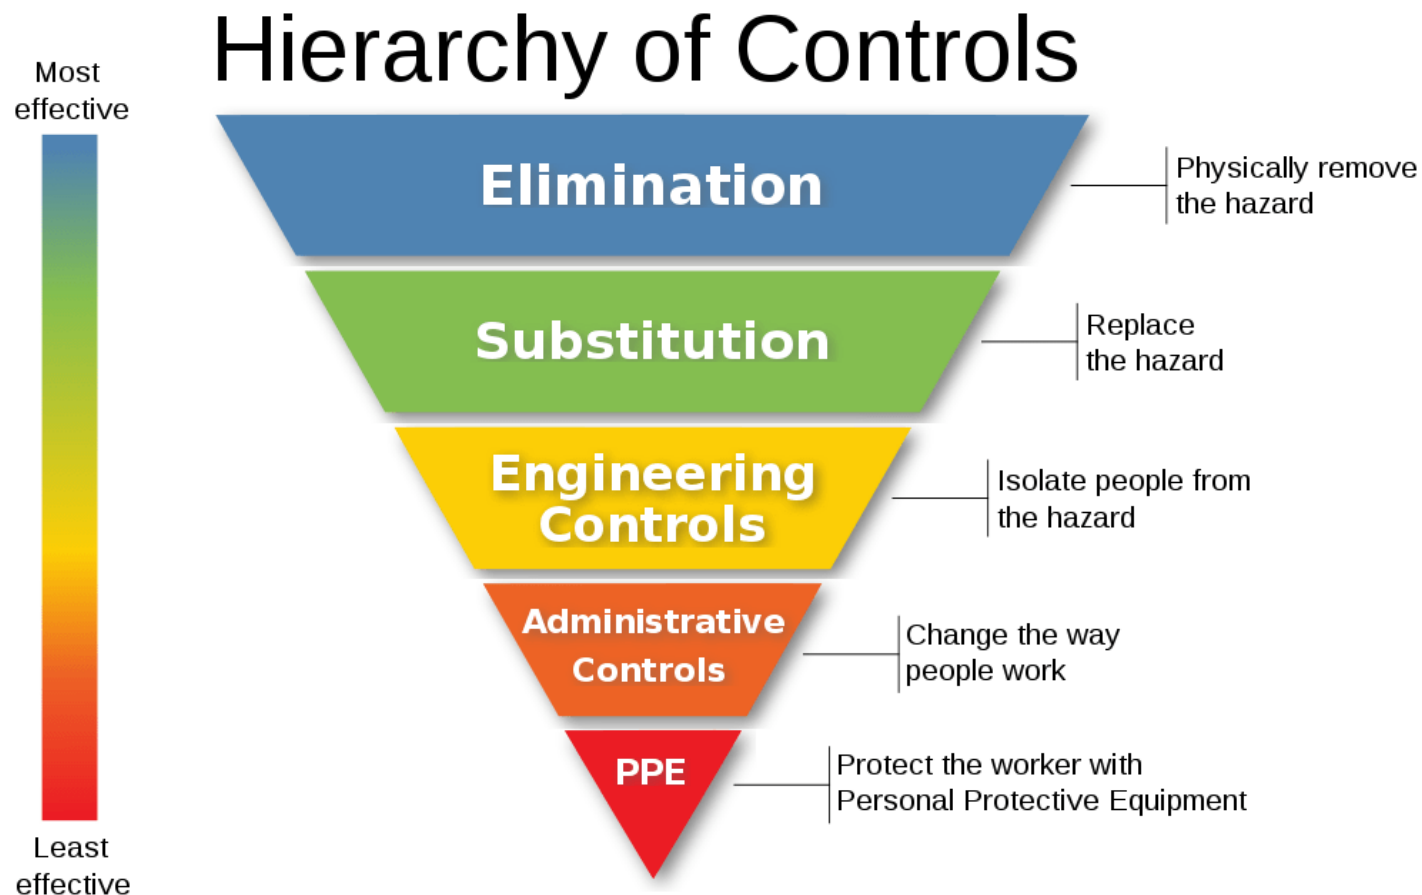 Hierarchy of Controls
Most
effective
Elimination
Physically remove
the hazard
Substitution
Replace
the hazard
Engineering
Controls
Isolate people from
the hazard
Administrative
Controls
Change the way
people work
PPE
Protect the worker with
Personal Protective Equipment
Least
effective